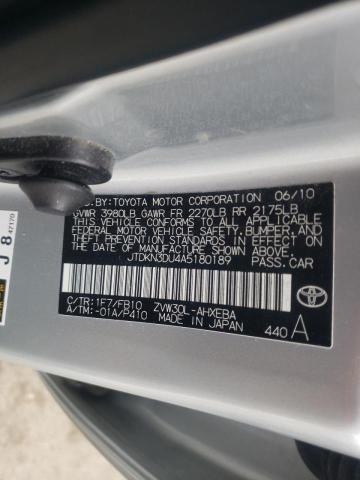 . BY: TOYOTA MOTOR CORPORATION 06/10
GVWR 3980LB GAWR FR 2270LB RR 2175LB
THIS VEHICLE CONFORMS TO ALL APPLICABLE
FEDERAL MOTOR VEHICLE SAFETY, BUMPER, AND
THEFT PREVENTION STANDARDS IN EFFECT ON
THE DATE OF MANUFACTURE SHOWN ABOVE.
JTDKN3DU4A5180189 PASS. CAR
C/TR: 1F7/FB10 ZVW30L-AHXEBA
A/TM: -01A/P410 MADE IN JAPAN 440 A
J 8 47170